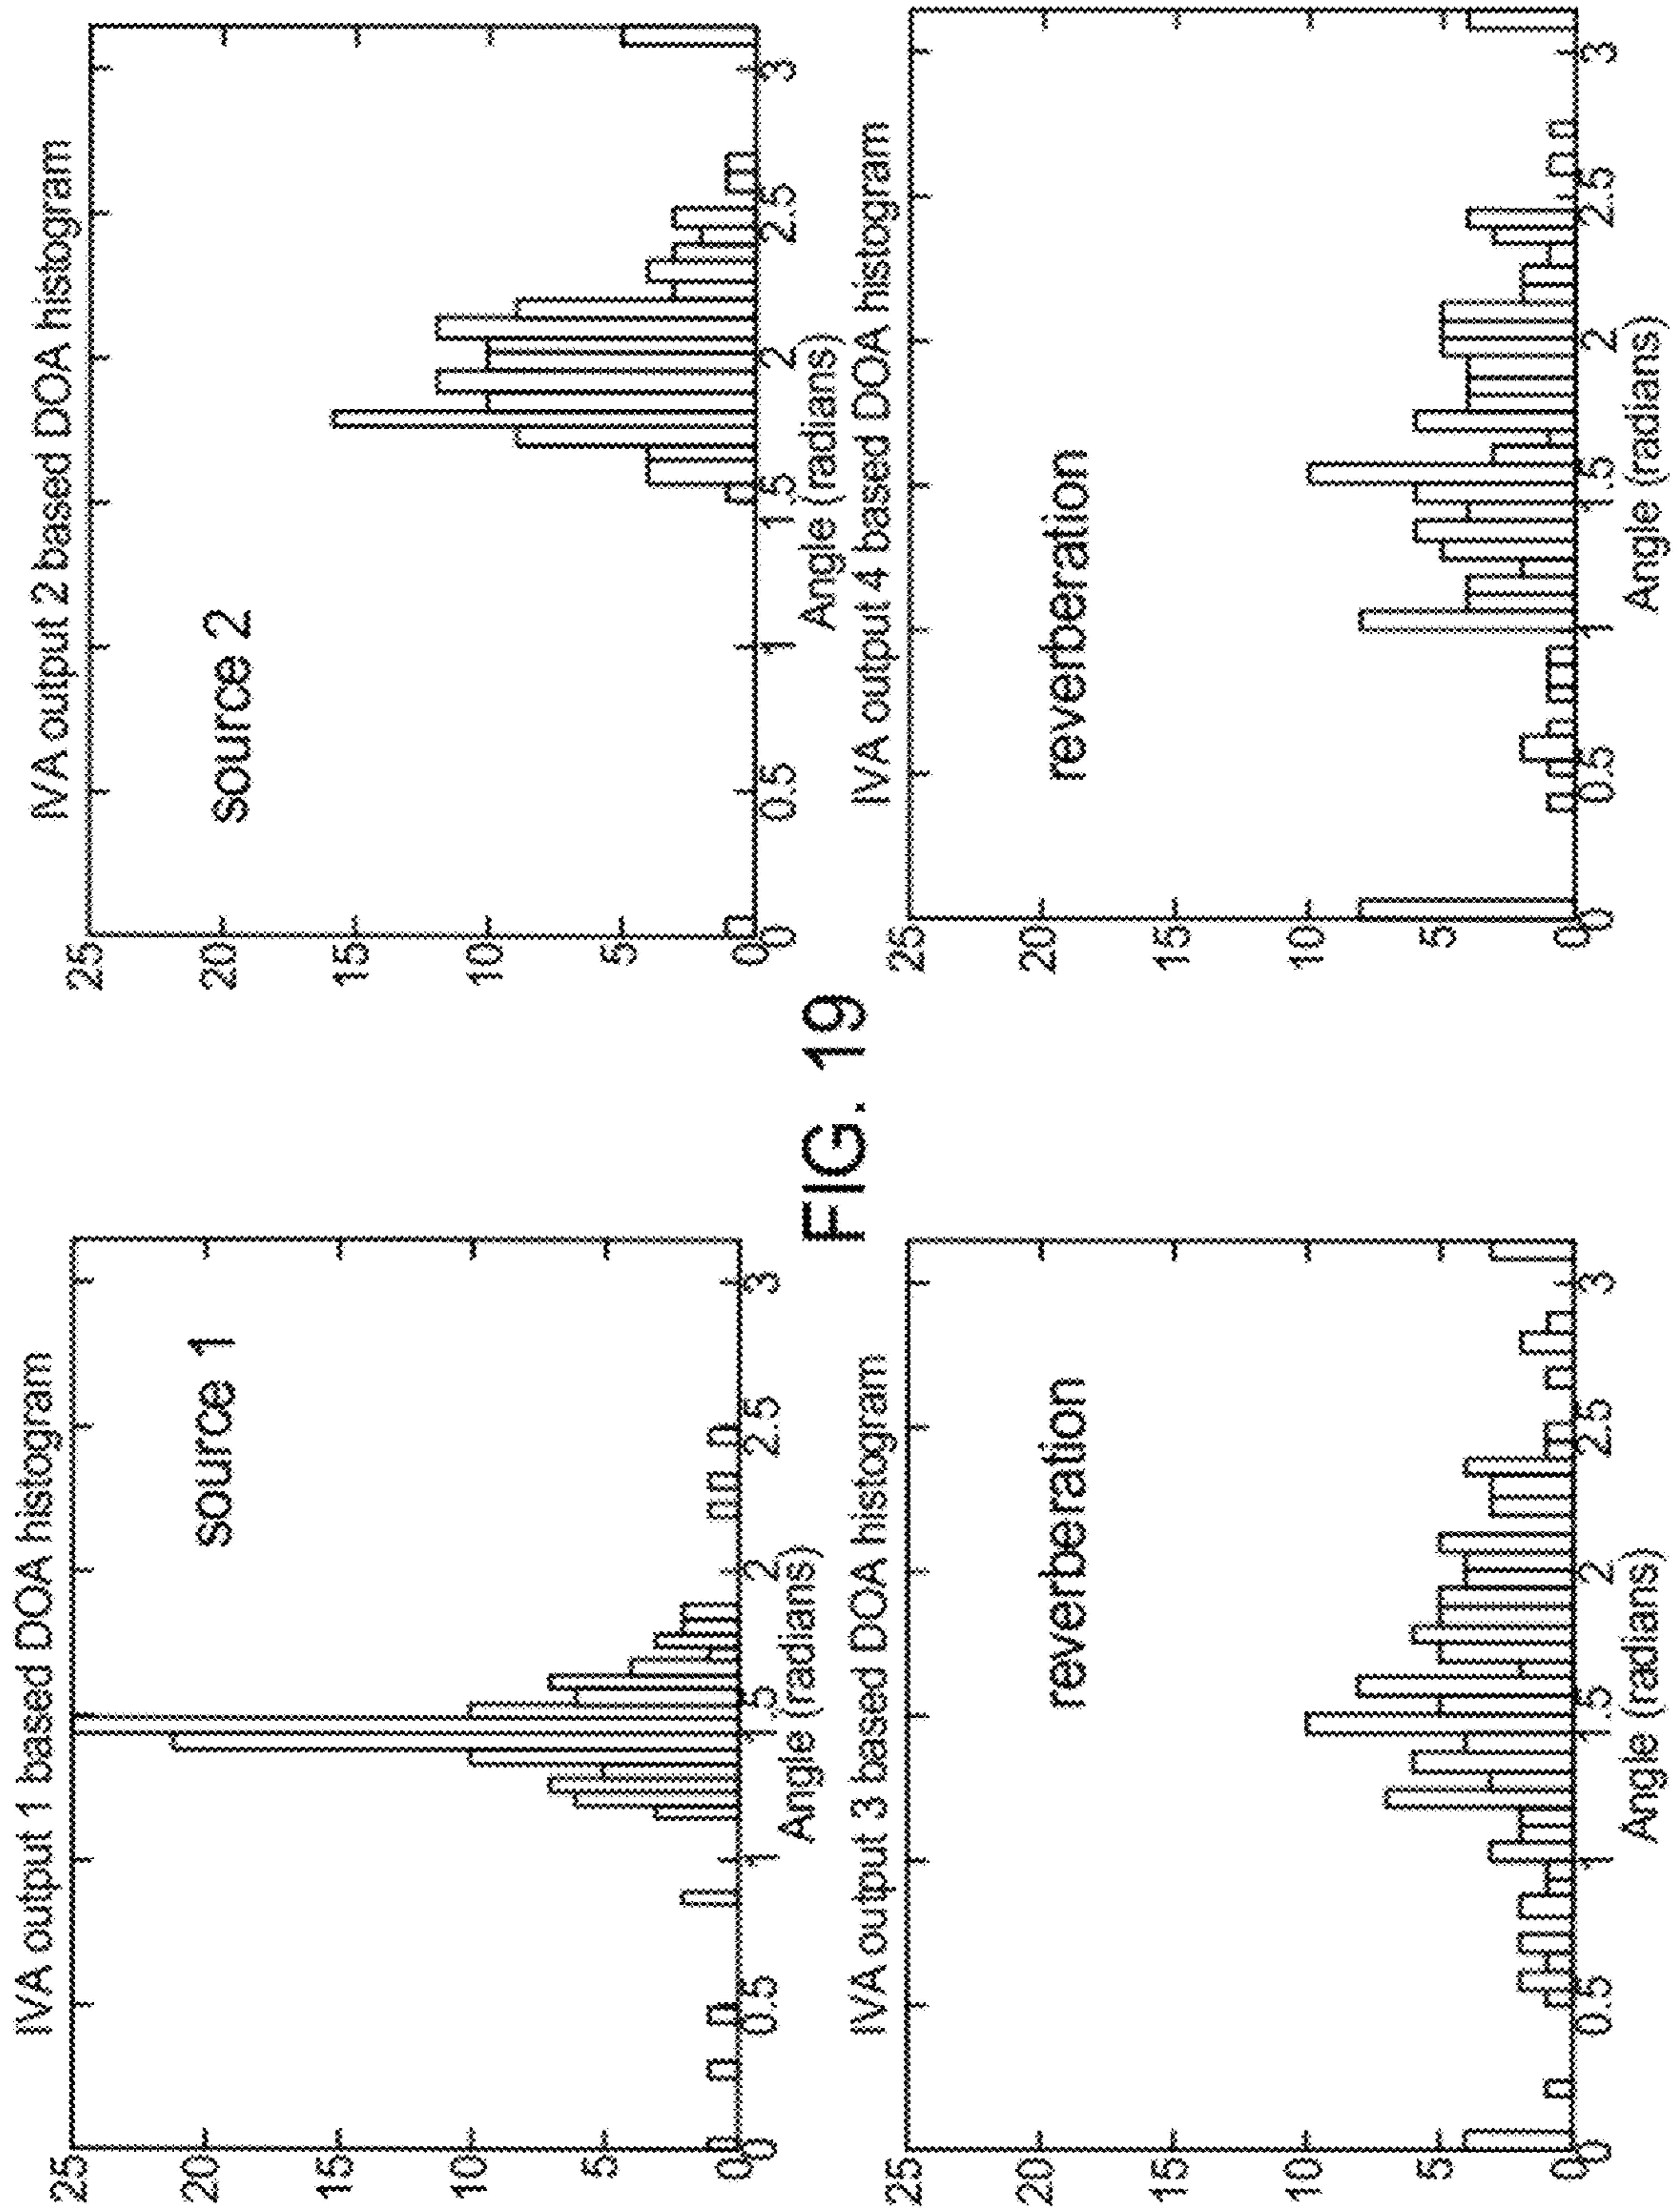 IVA output 1 based DOA histogram
25
20
15
10
5
0
source 1
0 0.5 1 1.5 2 2.5 3
Angle (radians)
IVA output 2 based DOA histogram
25
20
15
10
5
0
source 2
0 0.5 1 1.5 2 2.5 3
Angle (radians)
IVA output 3 based DOA histogram
25
20
15
10
5
0
reverberation
0 0.5 1 1.5 2 2.5 3
Angle (radians)
IVA output 4 based DOA histogram
25
20
15
10
5
0
reverberation
0 0.5 1 1.5 2 2.5 3
Angle (radians)
FIG. 19